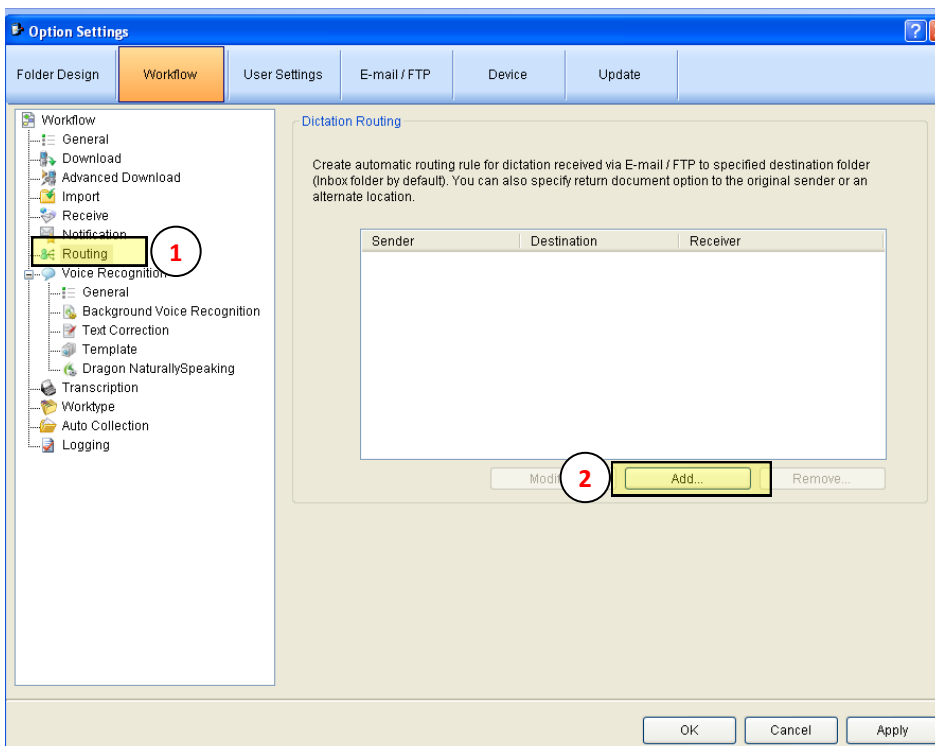 Option Settings
?
Folder Design Workflow User Settings E-mail / FTP Device Update
Workflow
General
Download
Advanced Download
Import
Receive
Notification
Routing
1
Voice Recognition
General
Background Voice Recognition
Text Correction
Template
Dragon NaturallySpeaking
Transcription
Worktype
Auto Collection
Logging
Dictation Routing
Create automatic routing rule for dictation received via E-mail / FTP to specified destination folder
(Inbox folder by default). You can also specify return document option to the original sender or an
alternate location.
Sender Destination Receiver
2 Add... Remove...
OK Cancel Apply